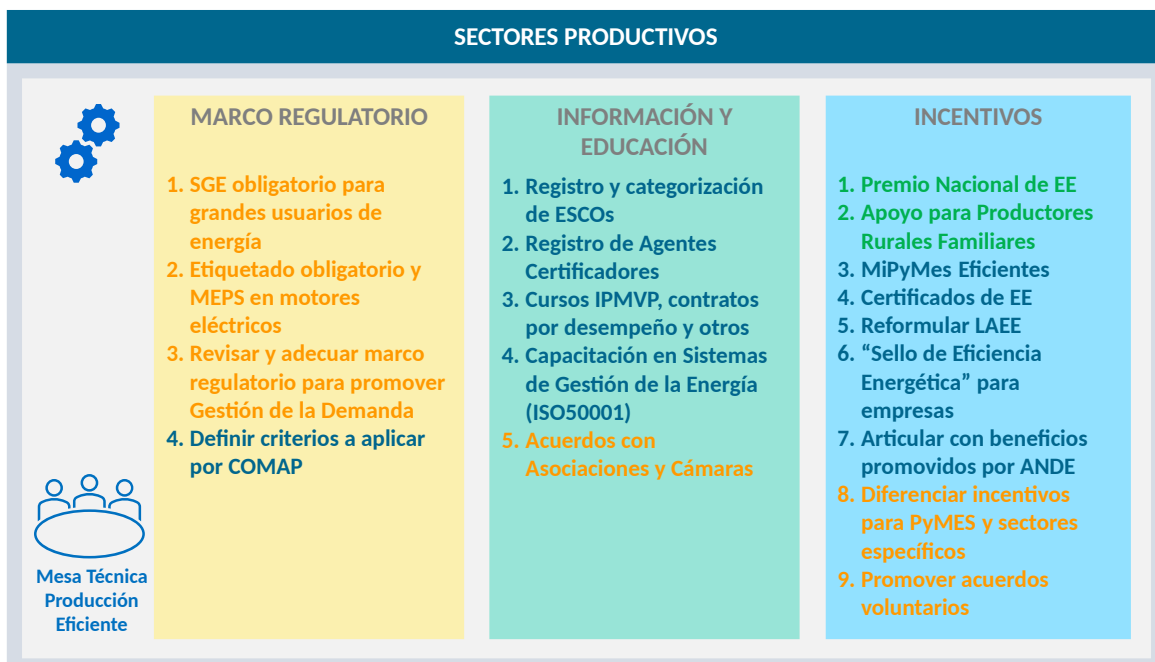 SECTORES PRODUCTIVOS
MARCO REGULATORIO
1. SGE obligatorio para
grandes usuarios de
energía
2. Etiquetado obligatorio y
MEPS en motores
eléctricos
3. Revisar y adecuar marco
regulatorio para promover
Gestión de la Demanda
4. Definir criterios a aplicar
por COMAP
INFORMACIÓN Y
EDUCACIÓN
1. Registro y categorización
de ESCOs
2. Registro de Agentes
Certificadores
3. Cursos IPMVP, contratos
por desempeño y otros
4. Capacitación en Sistemas
de Gestión de la Energía
(ISO50001)
5. Acuerdos con
Asociaciones y Cámaras
INCENTIVOS
1. Premio Nacional de EE
2. Apoyo para Productores
Rurales Familiares
3. MiPyMes Eficientes
4. Certificados de EE
5. Reformular LAEE
6. “Sello de Eficiencia
Energética” para
empresas
7. Articular con beneficios
promovidos por ANDE
8. Diferenciar incentivos
para PyMES y sectores
específicos
9. Promover acuerdos
voluntarios
Mesa Técnica
Producción
Eficiente